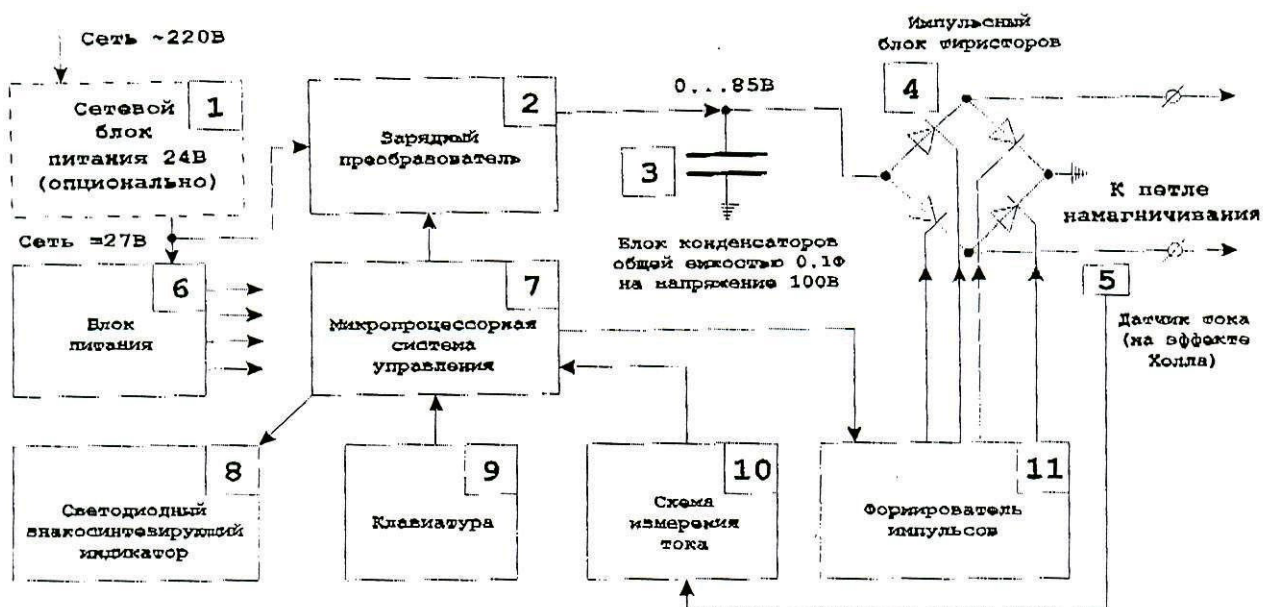 Сеть ~220В
1
Сетевой
блок
питания 24В
(опционально)
2
Зарядный
преобразователь
0...85В
3
Блок конденсаторов
общей емкостью 0,1Ф
на напряжение 100В
Импульсный
блок тиристоров
4
К петле
намагничивания
5
Датчик тока
(на эффекте
Холла)
Сеть =27В
6
Блок
питания
7
Микропроцессорная
система
управления
8
Светодиодный
знакосинтезирующий
индикатор
9
Клавиатура
10
Схема
измерения
тока
11
Формирователь
импульсов